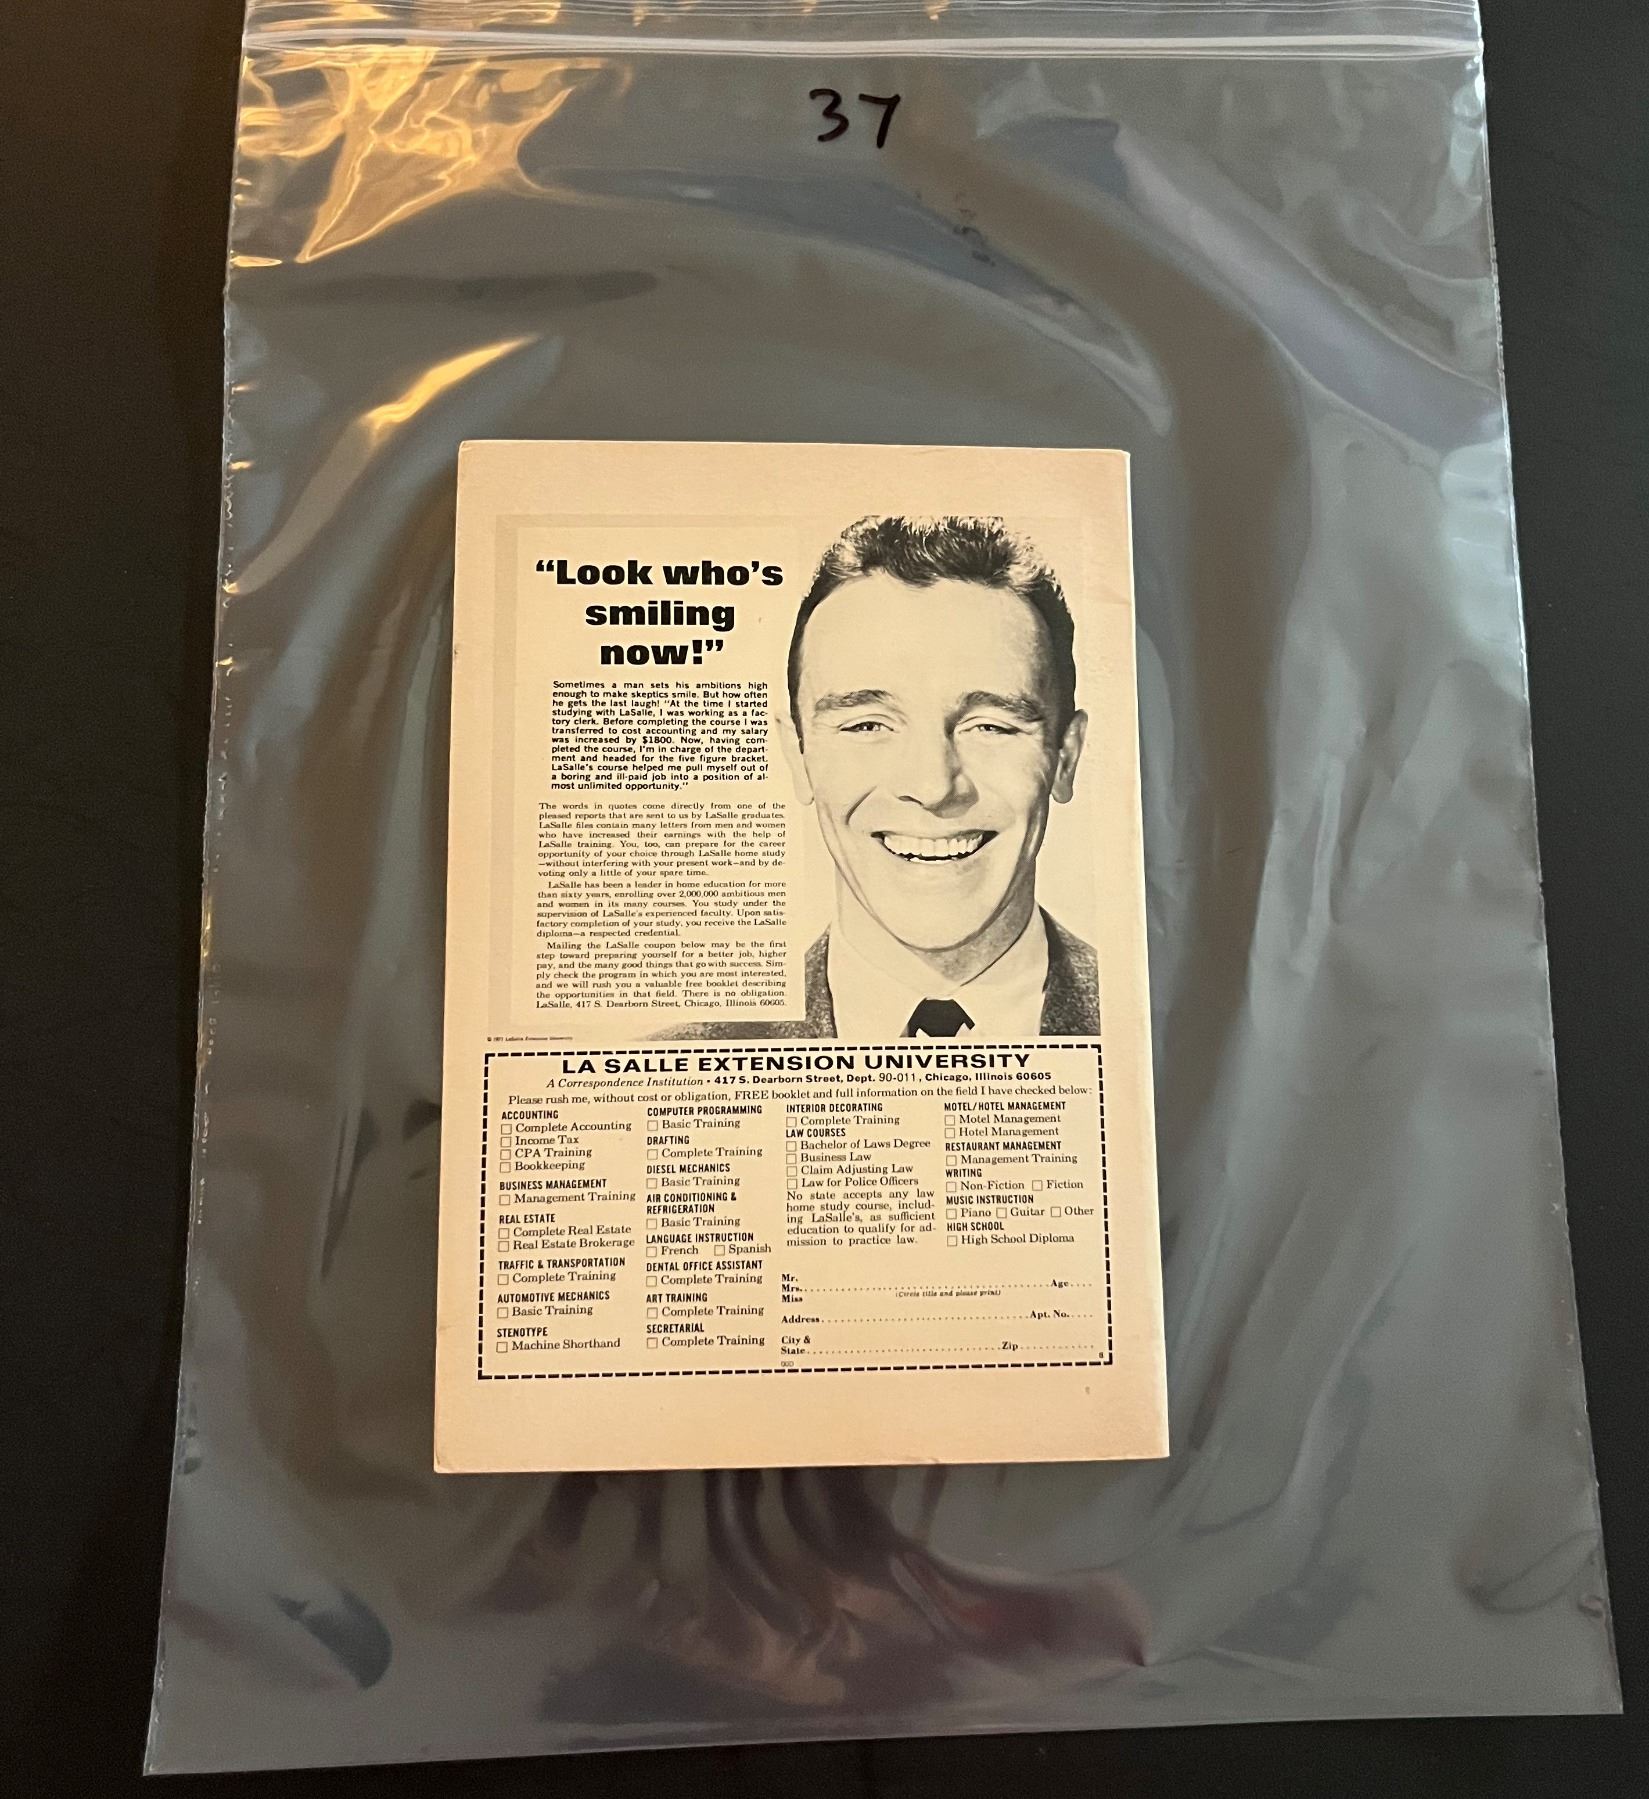 37
“Look who’s
smiling
now!”
Sometimes a man sets his ambitions high
enough to make skeptics smile. But how often
he gets the last laugh! “At the time I started
studying with LaSalle, I was working as a fac-
tory clerk. Before completing the course I was
transferred to cost accounting and my salary
was increased by $1800. Now, having com-
pleted the course, I’m in charge of the depart-
ment and headed for the five figure bracket.
LaSalle’s course helped me pull myself out of
a boring and ill-paid job into a position of al-
most unlimited opportunity.”
The words in quotes come directly from one of the
pleased reports that are sent to us by LaSalle graduates.
LaSalle files contain many letters from men and women
who have increased their earnings with the help of
LaSalle training. You, too, can prepare for the career
opportunity of your choice through LaSalle home study
—without interfering with your present work—and by de-
voting only a little of your spare time.
LaSalle has been a leader in home education for more
than sixty years, enrolling over 2,000,000 ambitious men
and women in its many courses. You study under the
supervision of LaSalle’s experienced faculty. Upon satis-
factory completion of your study, you receive the LaSalle
diploma—a respected credential.
Mailing the LaSalle coupon below may be the first
step toward preparing yourself for a better job, higher
pay, and the many good things that go with success. Sim-
ply check the program in which you are most interested,
and we will rush you a valuable free booklet describing
the opportunities in that field. There is no obligation.
LaSalle, 417 S. Dearborn Street, Chicago, Illinois 60605.
© 1971 LaSalle Extension University
LA SALLE EXTENSION UNIVERSITY
A Correspondence Institution • 417 S. Dearborn Street, Dept. 90-011, Chicago, Illinois 60605
Please rush me, without cost or obligation, FREE booklet and full information on the field I have checked below:
ACCOUNTING
Complete Accounting
Income Tax
CPA Training
Bookkeeping
BUSINESS MANAGEMENT
Management Training
REAL ESTATE
Complete Real Estate
Real Estate Brokerage
TRAFFIC & TRANSPORTATION
Complete Training
AUTOMOTIVE MECHANICS
Basic Training
STENOTYPE
Machine Shorthand
COMPUTER PROGRAMMING
Basic Training
DRAFTING
Complete Training
DIESEL MECHANICS
Basic Training
AIR CONDITIONING &
REFRIGERATION
Basic Training
LANGUAGE INSTRUCTION
French Spanish
DENTAL OFFICE ASSISTANT
Complete Training
ART TRAINING
Complete Training
SECRETARIAL
Complete Training
INTERIOR DECORATING
Complete Training
LAW COURSES
Bachelor of Laws Degree
Business Law
Claim Adjusting Law
Law for Police Officers
No state accepts any law
home study course, includ-
ing LaSalle’s, as sufficient
education to qualify for ad-
mission to practice law.
MOTEL/HOTEL MANAGEMENT
Motel Management
Hotel Management
RESTAURANT MANAGEMENT
Management Training
WRITING
Non-Fiction Fiction
MUSIC INSTRUCTION
Piano Guitar Other
HIGH SCHOOL
High School Diploma
Mr.
Mrs. Age
Miss (Circle title and please print)
Address Apt. No.
City &
State Zip